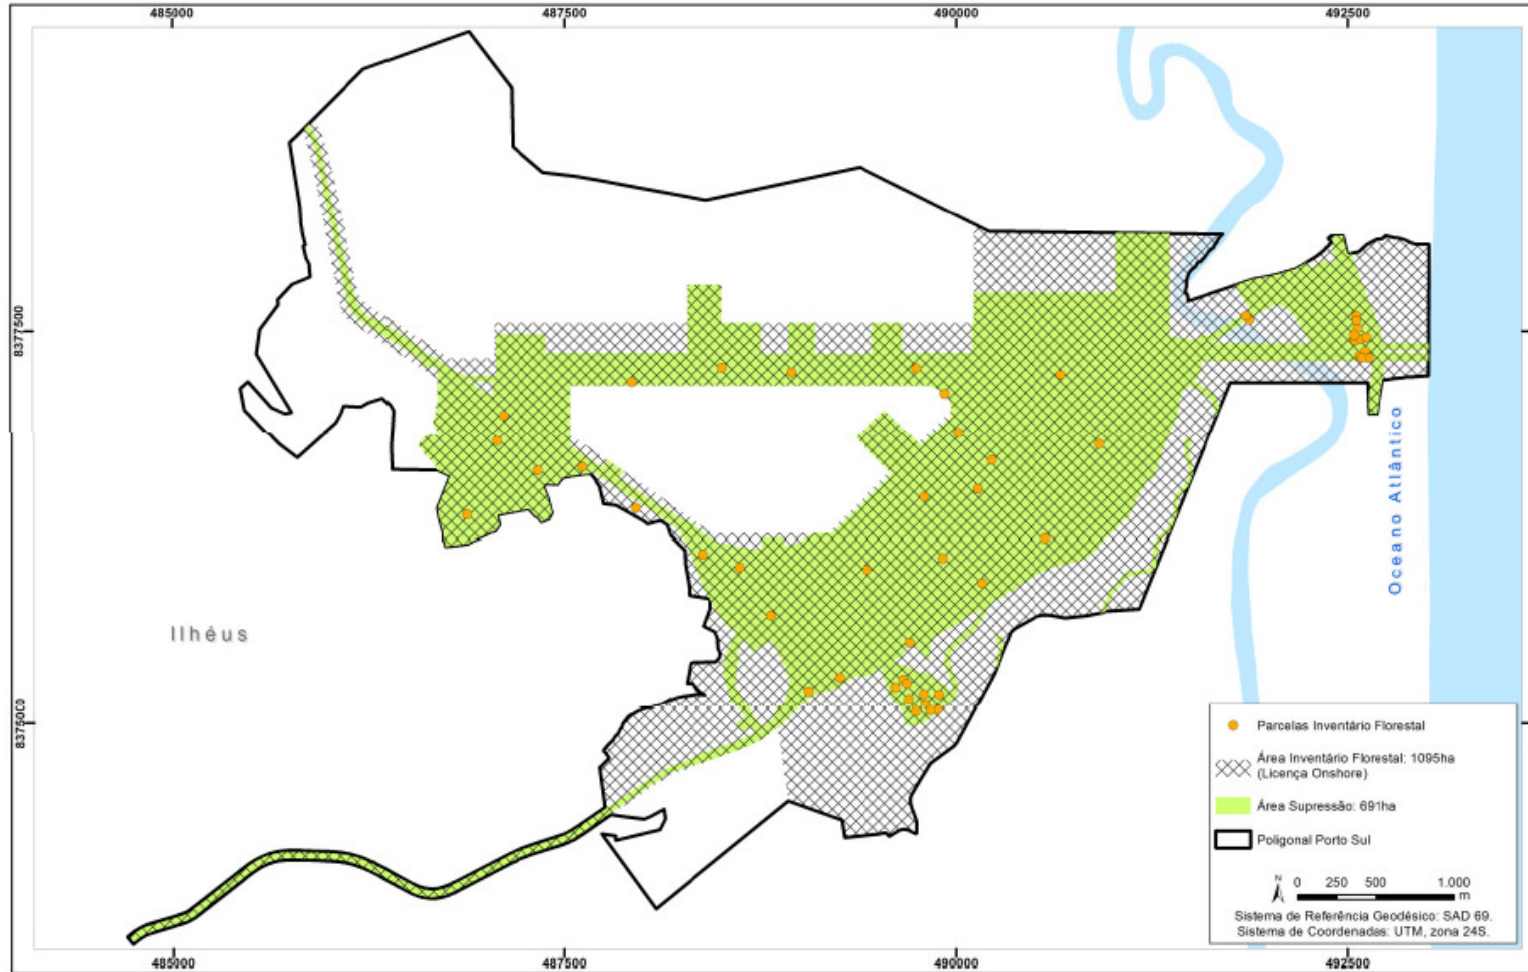 485000 487500 490000 492500
8377500
Oceano Atlântico
Ilhéus
8375000
Parcelas Inventário Florestal
Área Inventário Florestal: 1095ha
(Licença Onshore)
Área Supressão: 691ha
Poligonal Porto Sul
N
0 250 500 1.000
m
Sistema de Referência Geodésico: SAD 69.
Sistema de Coordenadas: UTM, zona 24S.
485000 487500 490000 492500